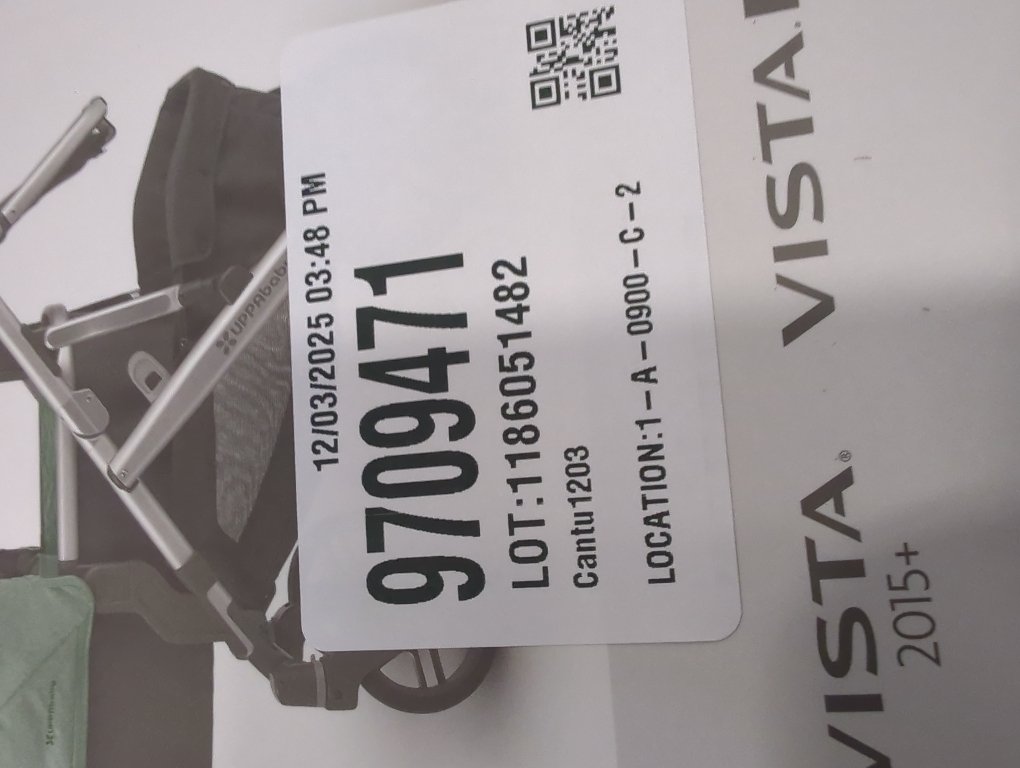 12/03/2025 03:48 PM
9709471
LOT:1186051482
Cantu1203
LOCATION:1-A-0900-C-2
UPPAbaby
VISTA® VISTA
2015+
VISTA